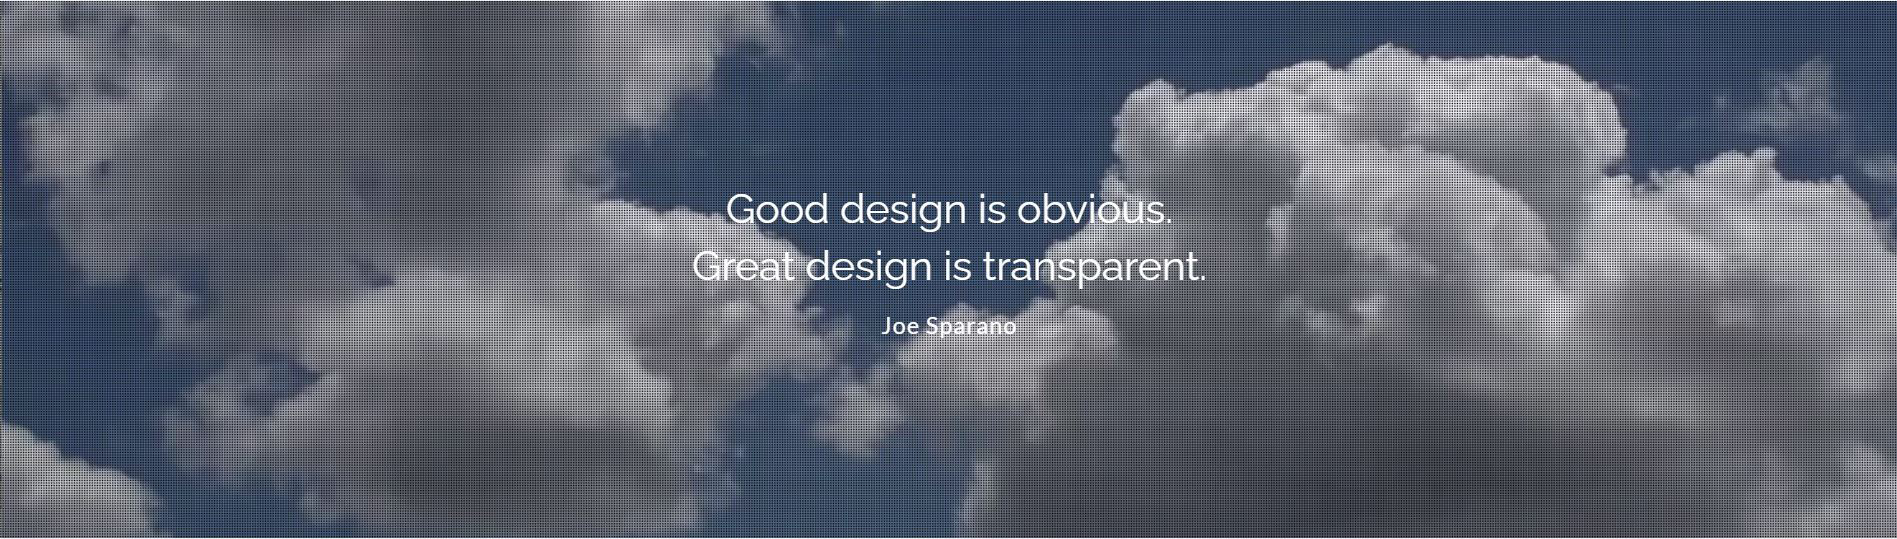 Good design is obvious.
Great design is transparent.
Joe Sparano